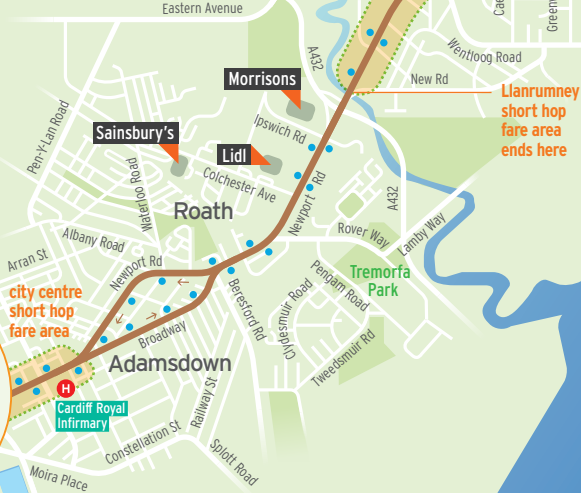 Eastern Avenue
A432
Cae
Greenw
Wentloog Road
New Rd
Llanrumney
short hop
fare area
ends here
Morrisons
Ipswich Rd
Pen-Y-Lan Road
Sainsbury's
Lidl
Waterloo Road
Colchester Ave
Roath
Newport Rd
A432
Rover Way
Lamby Way
Albany Road
Arran St
Newport Rd
Tremorfa
Park
Pengam Road
city centre
short hop
fare area
Beresford Rd
Clydesmuir Road
Broadway
Tweedsmuir Rd
Adamsdown
H
Cardiff Royal
Infirmary
Railway St
Constellation St
Splott Road
Moira Place